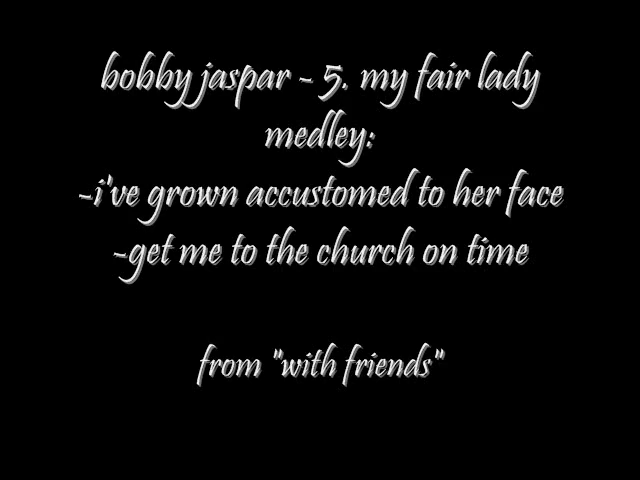 bobby jaspar - 5. my fair lady
medley:
-i've grown accustomed to her face
-get me to the church on time
from "with friends"